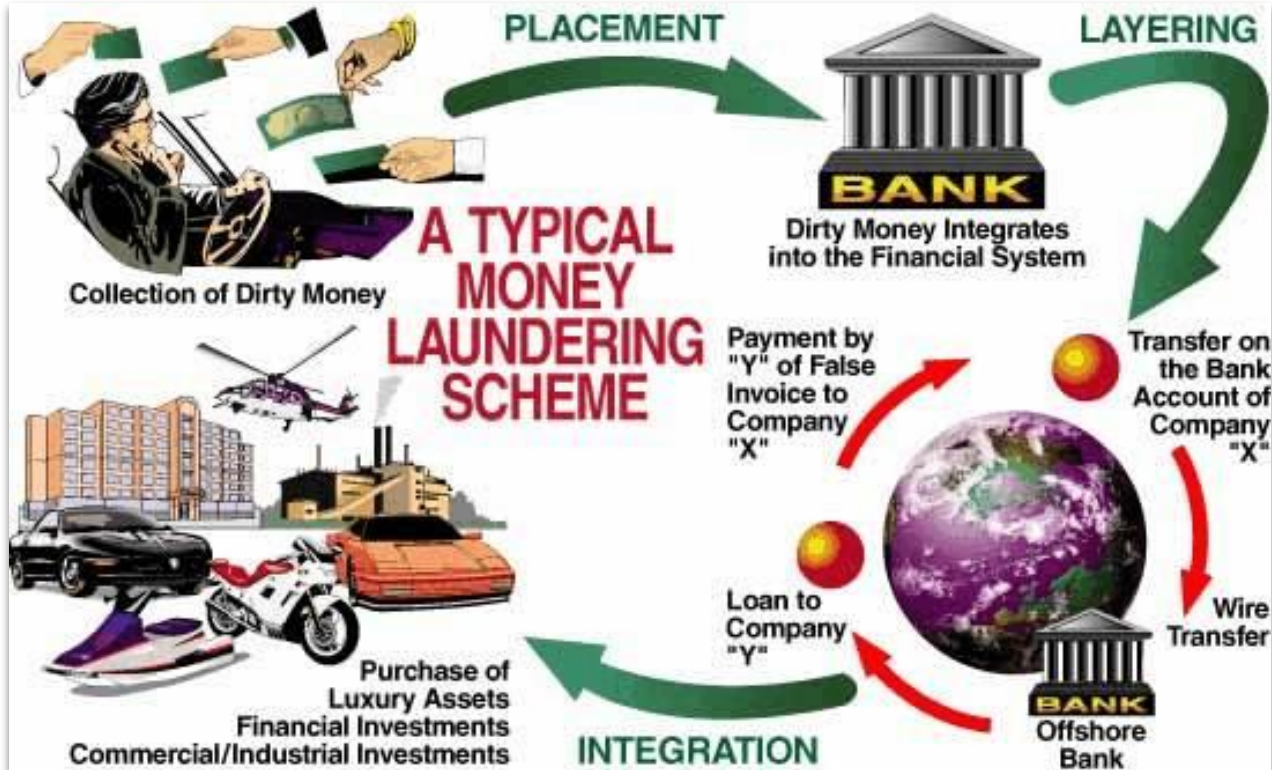 PLACEMENT
LAYERING
BANK
Dirty Money Integrates
into the Financial System
Collection of Dirty Money
A TYPICAL
MONEY
LAUNDERING
SCHEME
Payment by
"Y" of False
Invoice to
Company
"X"
Transfer on
the Bank
Account of
Company
"X"
Wire
Transfer
BANK
Offshore
Bank
Loan to
Company
"Y"
INTEGRATION
Purchase of
Luxury Assets
Financial Investments
Commercial/Industrial Investments